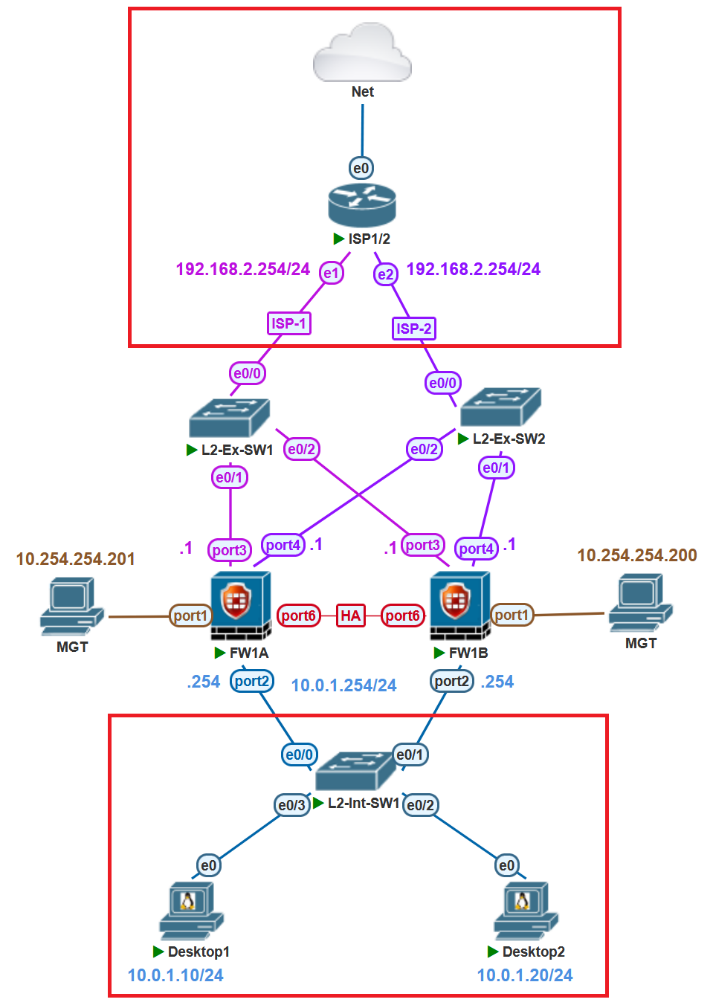 Net
e0
ISP1/2
192.168.2.254/24
e1
e2
192.168.2.254/24
ISP-1
ISP-2
e0/0
e0/0
L2-Ex-SW1
L2-Ex-SW2
e0/2
e0/2
e0/1
e0/1
.1
port3
port4
.1
.1
port3
port4
.1
10.254.254.201
10.254.254.200
MGT
port1
port6
HA
port6
port1
MGT
FW1A
FW1B
.254
port2
10.0.1.254/24
port2
.254
e0/0
e0/1
e0/3
L2-Int-SW1
e0/2
e0
e0
Desktop1
Desktop2
10.0.1.10/24
10.0.1.20/24